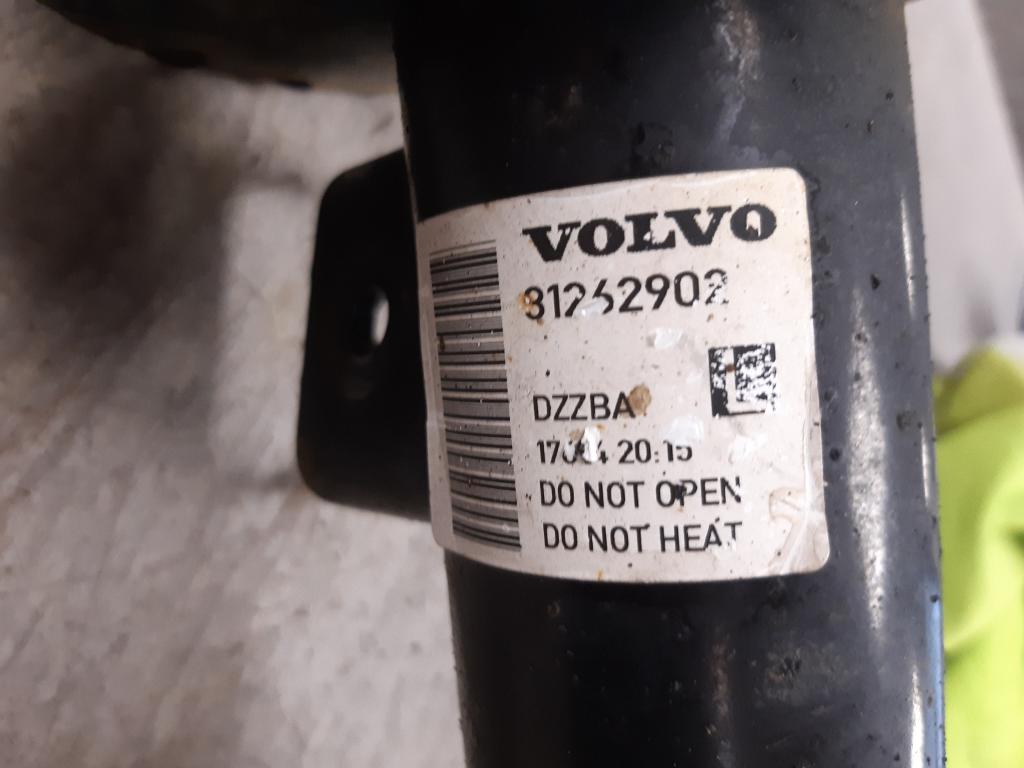 VOLVO
31262902
DZZBA
20:15
DO NOT OPEN
DO NOT HEAT